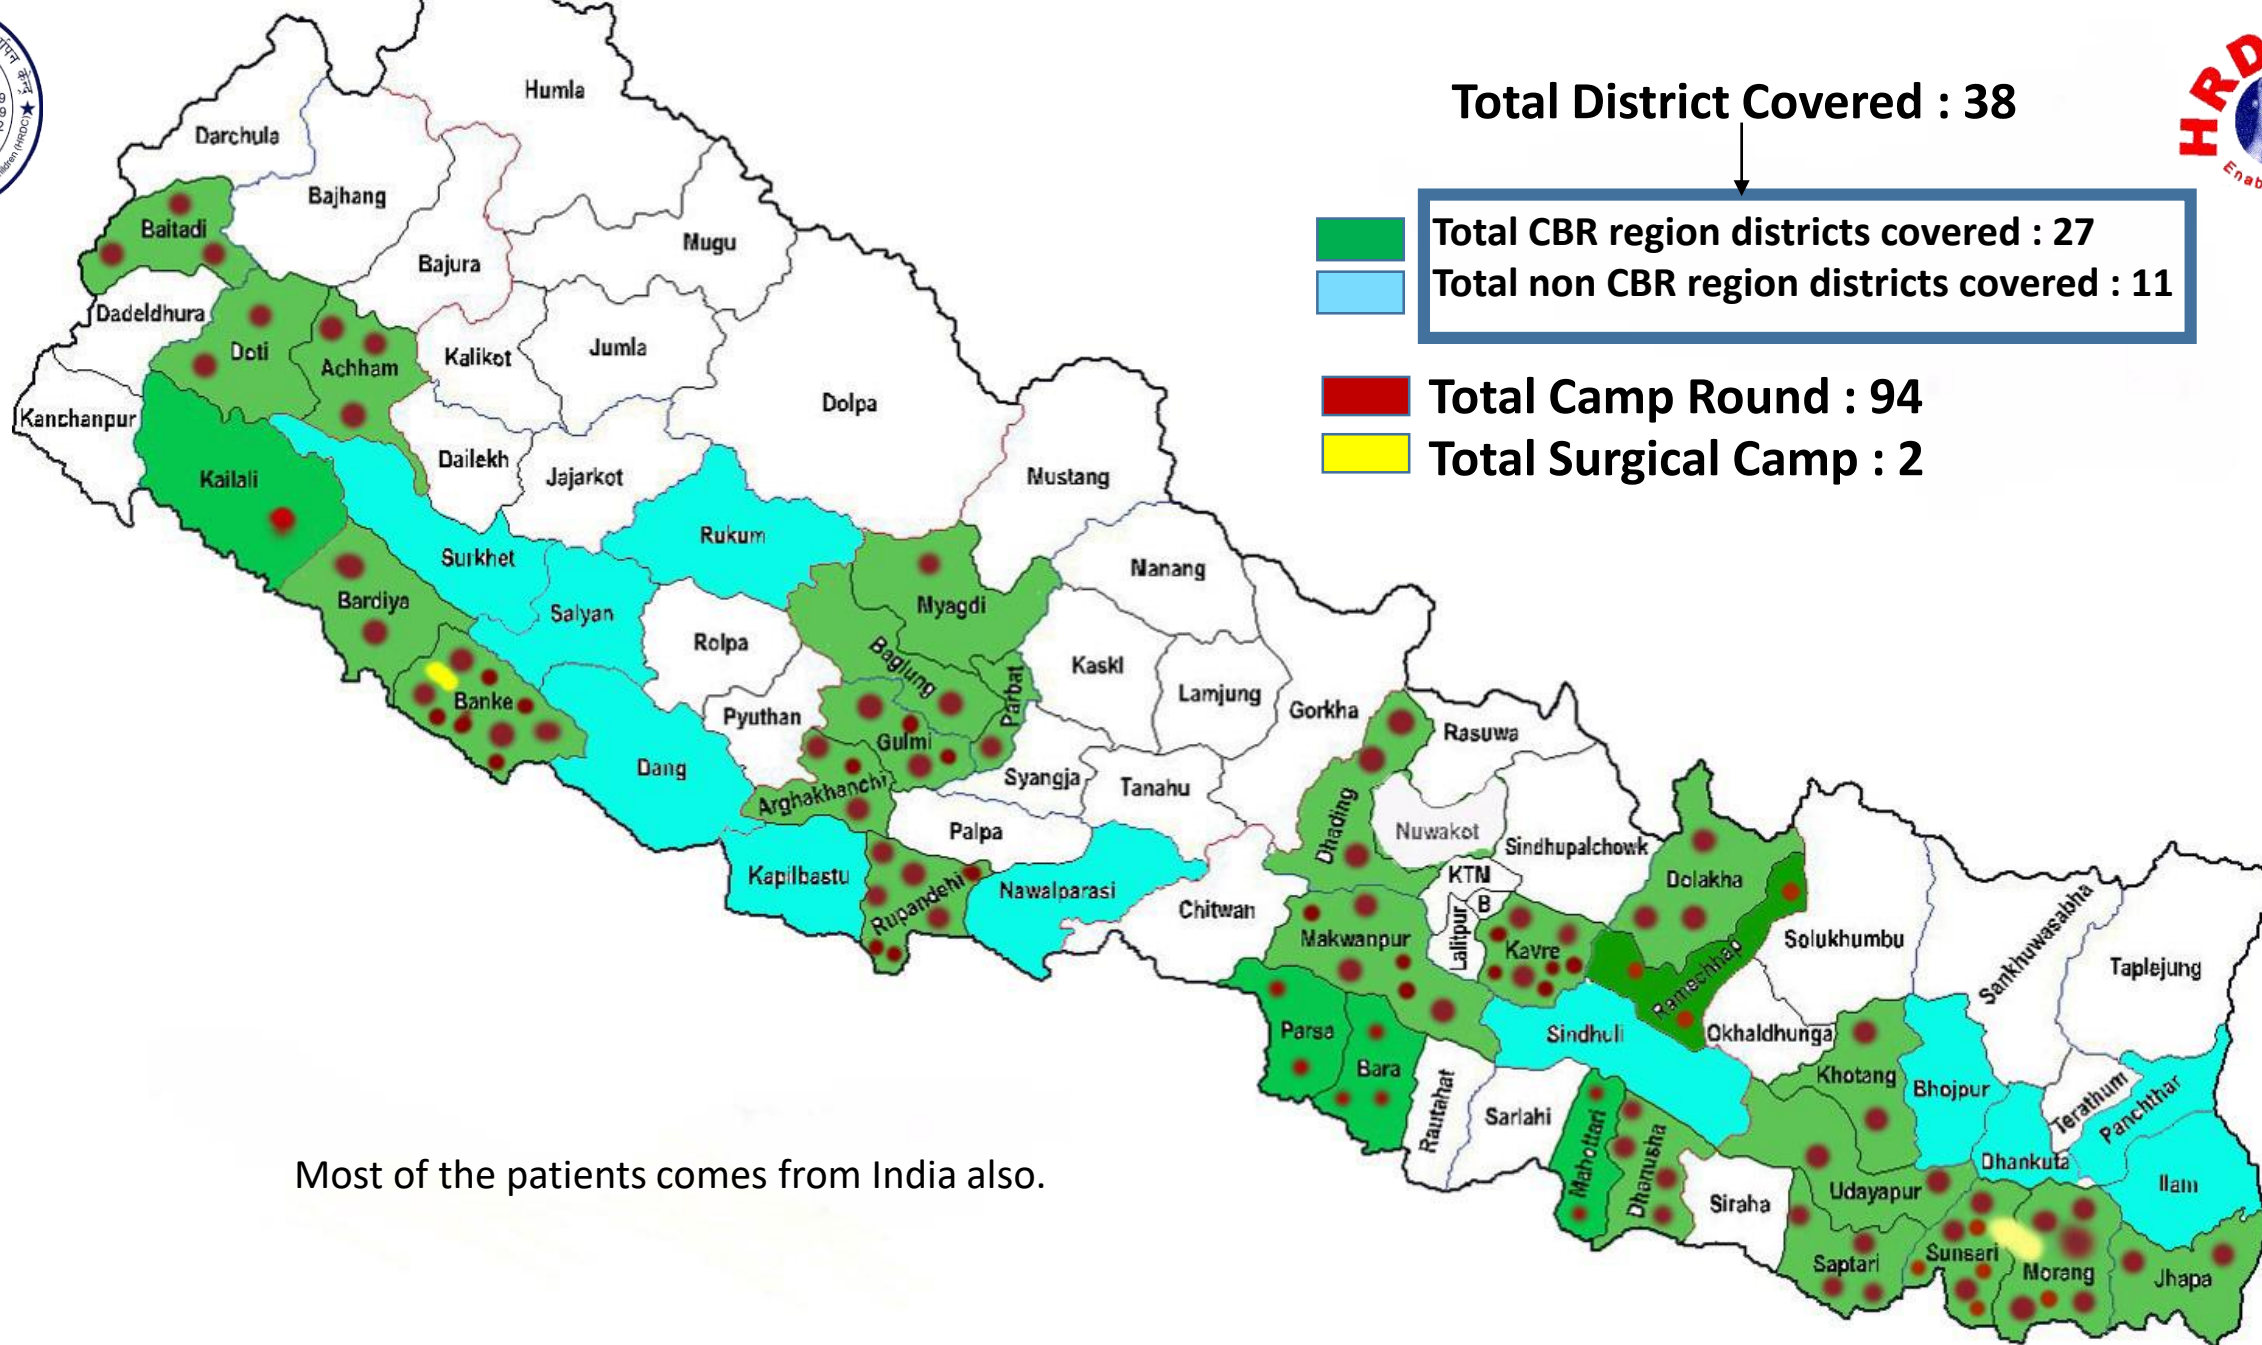 Total District Covered : 38
Total CBR region districts covered : 27
Total non CBR region districts covered : 11
Total Camp Round : 94
Total Surgical Camp : 2
HRD
Humla
Darchula
Bajhang
Baitadi
Mugu
Bajura
Dadeldhura
Doti
Achham
Kalikot
Jumla
Dolpa
Kanchanpur
Kailali
Dailekh
Jajarkot
Mustang
Rukum
Surkhet
Nanang
Bardiya
Salyan
Myagdi
Rolpa
Baglung
Kaski
Parbat
Lamjung
Banke
Pyuthan
Gulmi
Gorkha
Rasuwa
Dang
Syangja
Tanahu
Arghakhanchi
Palpa
Dhading
Nuwakot
Sindhupalchowk
Kapilbastu
Rupandehi
Nawalparasi
Chitwan
KTM
B
Dolakha
Makwanpur
Lalitpur
Kavre
Ramechhap
Solukhumbu
Sankhuwasabha
Taplejung
Parsa
Sindhuli
Okhaldhunga
Bara
Khotang
Bhojpur
Terathum
Panchthar
Rautahat
Sarlahi
Mahottari
Dhanusha
Dhankuta
Siraha
Udayapur
Ilam
Saptari
Sunsari
Morang
Jhapa
Most of the patients comes from India also.